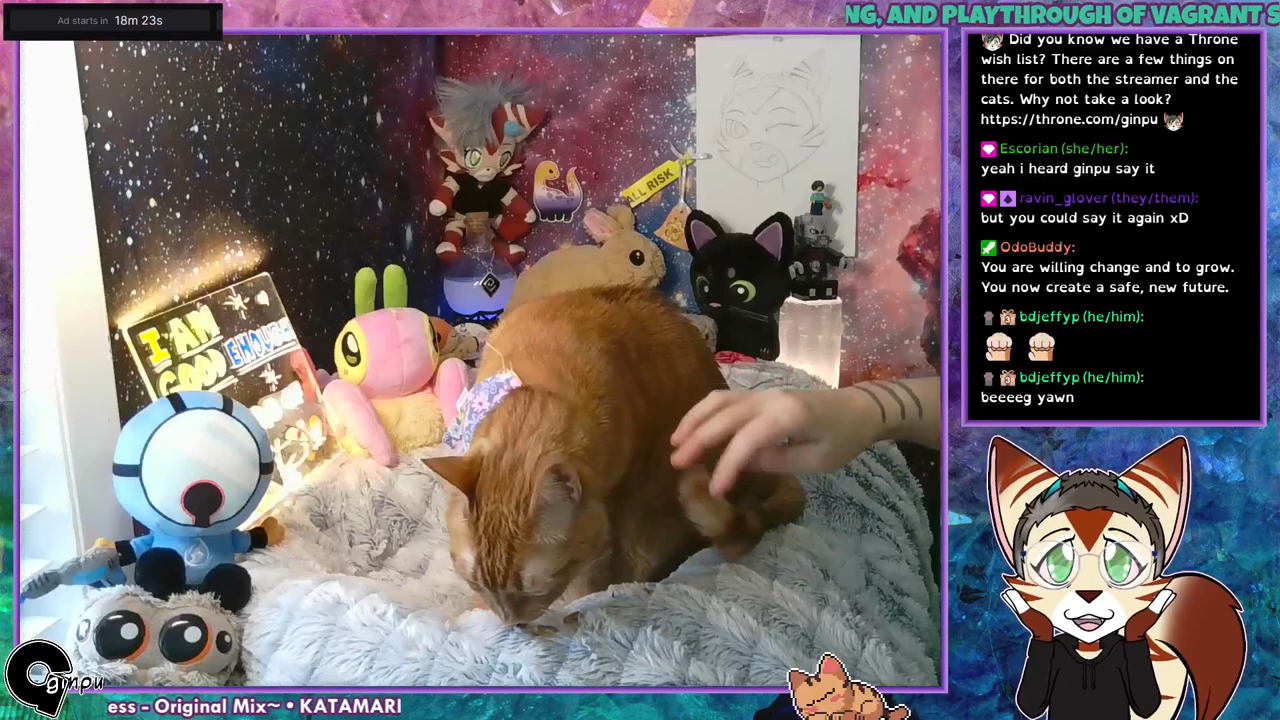 Ad starts in 18m 23s
NG, AND PLAYTHROUGH OF VAGRANT S
Did you know we have a Throne
wish list? There are a few things on
there for both the streamer and the
cats. Why not take a look?
https://throne.com/ginpu
Escorian (she/her):
yeah i heard ginpu say it
ravin_glover (they/them):
but you could say it again xD
OdoBuddy:
You are willing change and to grow.
You now create a safe, new future.
bdjeffyp (he/him):
bdjeffyp (he/him):
beeeeg yawn
ALL RISK
I AM
GOOD ENOUGH
ginpu
ess - Original Mix~ • KATAMARI